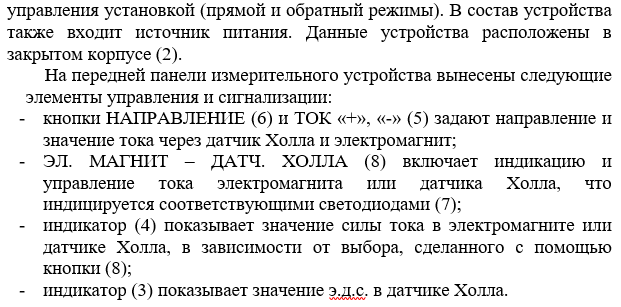 управления установкой (прямой и обратный режимы). В состав устройства
также входит источник питания. Данные устройства расположены в
закрытом корпусе (2).
На передней панели измерительного устройства вынесены следующие
элементы управления и сигнализации:
- кнопки НАПРАВЛЕНИЕ (6) и ТОК «+», «-» (5) задают направление и
значение тока через датчик Холла и электромагнит;
- ЭЛ. МАГНИТ – ДАТЧ. ХОЛЛА (8) включает индикацию и
управление тока электромагнита или датчика Холла, что
индицируется соответствующими светодиодами (7);
- индикатор (4) показывает значение силы тока в электромагните или
датчике Холла, в зависимости от выбора, сделанного с помощью
кнопки (8);
- индикатор (3) показывает значение э.д.с. в датчике Холла.